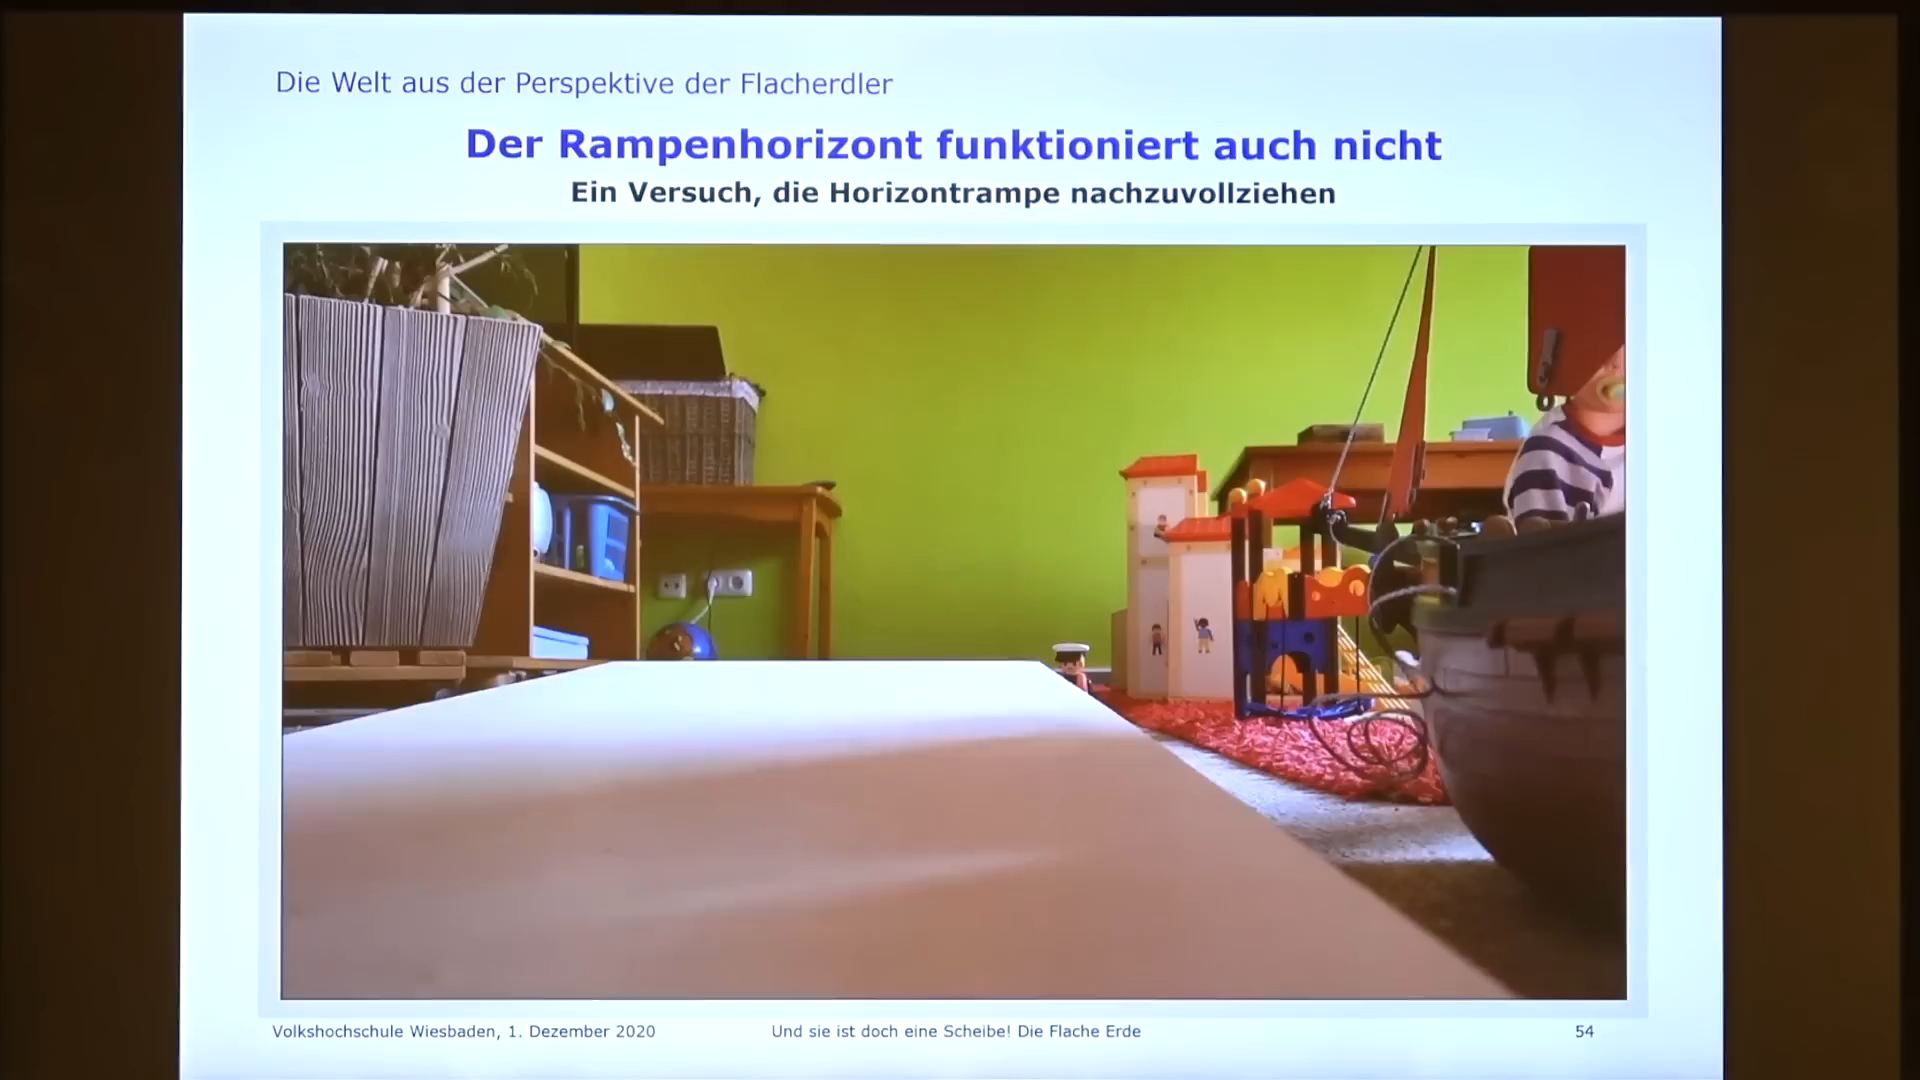 Die Welt aus der Perspektive der Flacherdler
Der Rampenhorizont funktioniert auch nicht
Ein Versuch, die Horizontrampe nachzuvollziehen
Volkshochschule Wiesbaden, 1. Dezember 2020
Und sie ist doch eine Scheibe! Die Flache Erde
54